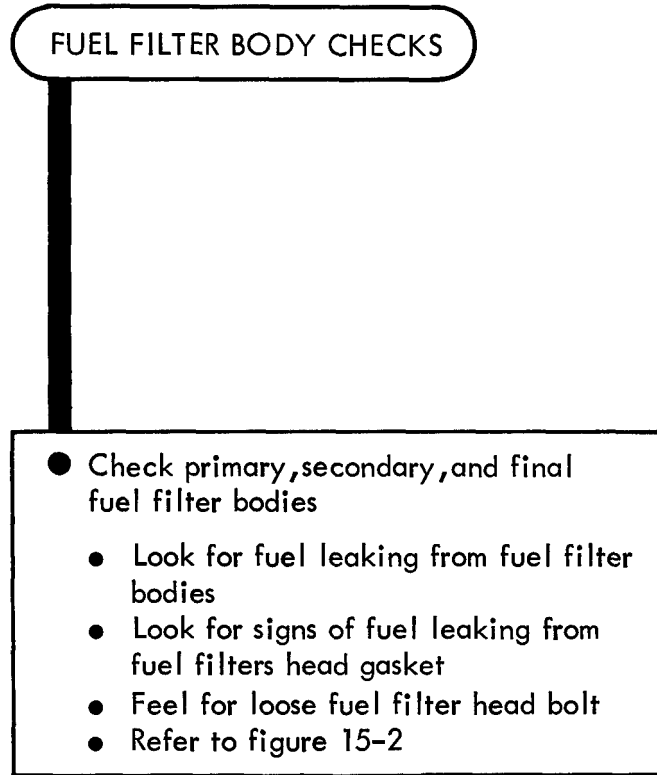 FUEL FILTER BODY CHECKS
● Check primary, secondary, and final
fuel filter bodies
● Look for fuel leaking from fuel filter
bodies
● Look for signs of fuel leaking from
fuel filters head gasket
● Feel for loose fuel filter head bolt
● Refer to figure 15-2